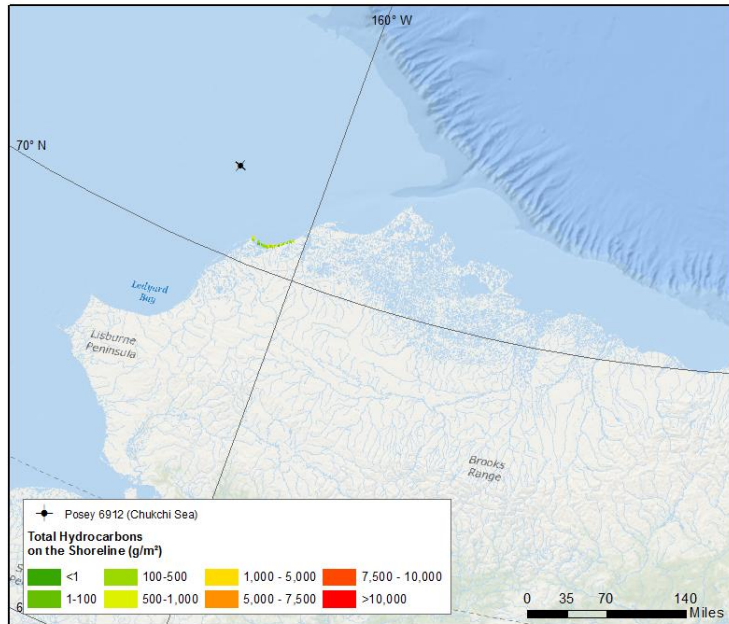 160° W
70° N
Ledyard
Bay
Lisburne
Peninsula
Brooks
Range
Posey 6912 (Chukchi Sea)
Total Hydrocarbons
on the Shoreline (g/m³)
<1
100-500
1,000 - 5,000
7,500 - 10,000
1-100
500-1,000
5,000 - 7,500
>10,000
0 35 70 140
Miles